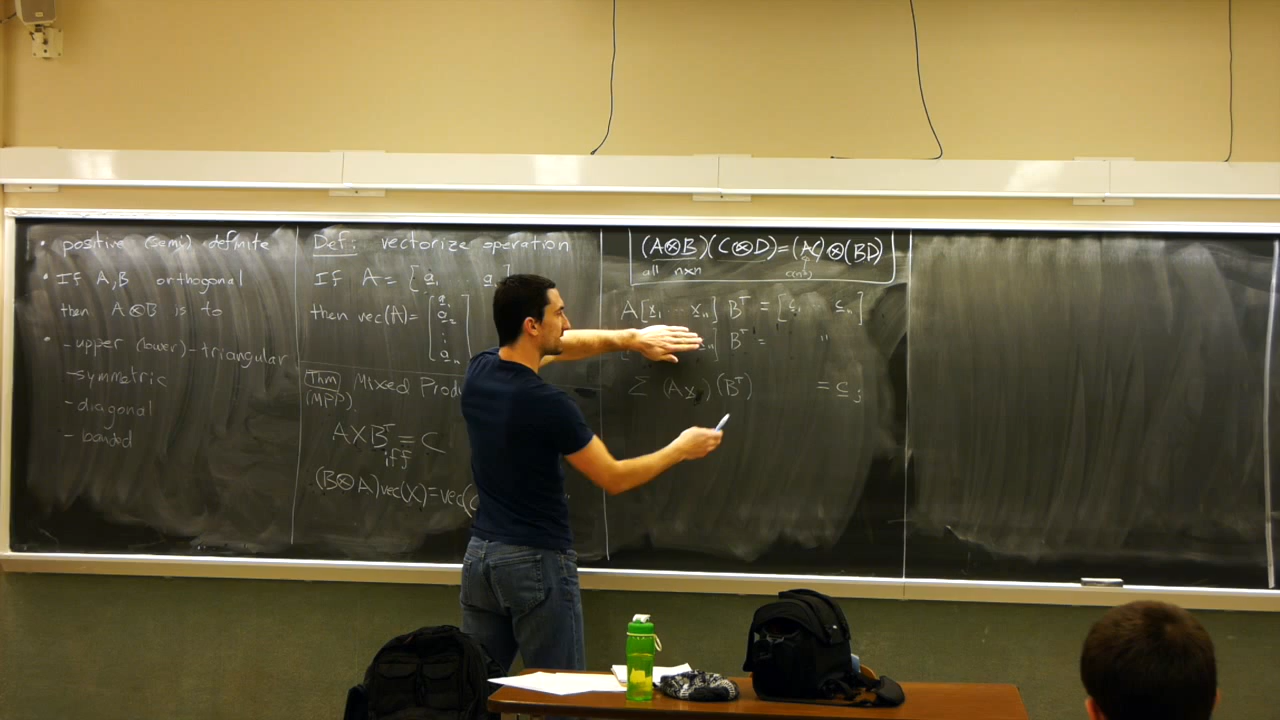 • positive (semi) definite
• If A,B orthogonal
then A⊗B is to
• - upper (lower)-triangular
- symmetric
- diagonal
- banded
Def: vectorize operation
If A = [a₁ ... a
then vec(A) = [a₁ a₂ ⋮ aₙ]
Thm Mixed Produ
(MPP)
AXBᵀ = C
iff
(B⊗A)vec(X)=vec(C
(A⊗B)(C⊗D)=(AC)⊗(BD)
all n×n
A[x₁ ... xₙ] Bᵀ = [c₁ ... cₙ]
Bᵀ = "
Σ (Ax )(Bᵀ) = cⱼ